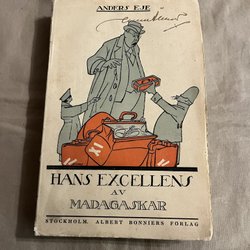 ANDERS EJE
HANS EXCELLENS
AV
MADAGASKAR
STOCKHOLM. ALBERT BONNIERS FÖRLAG